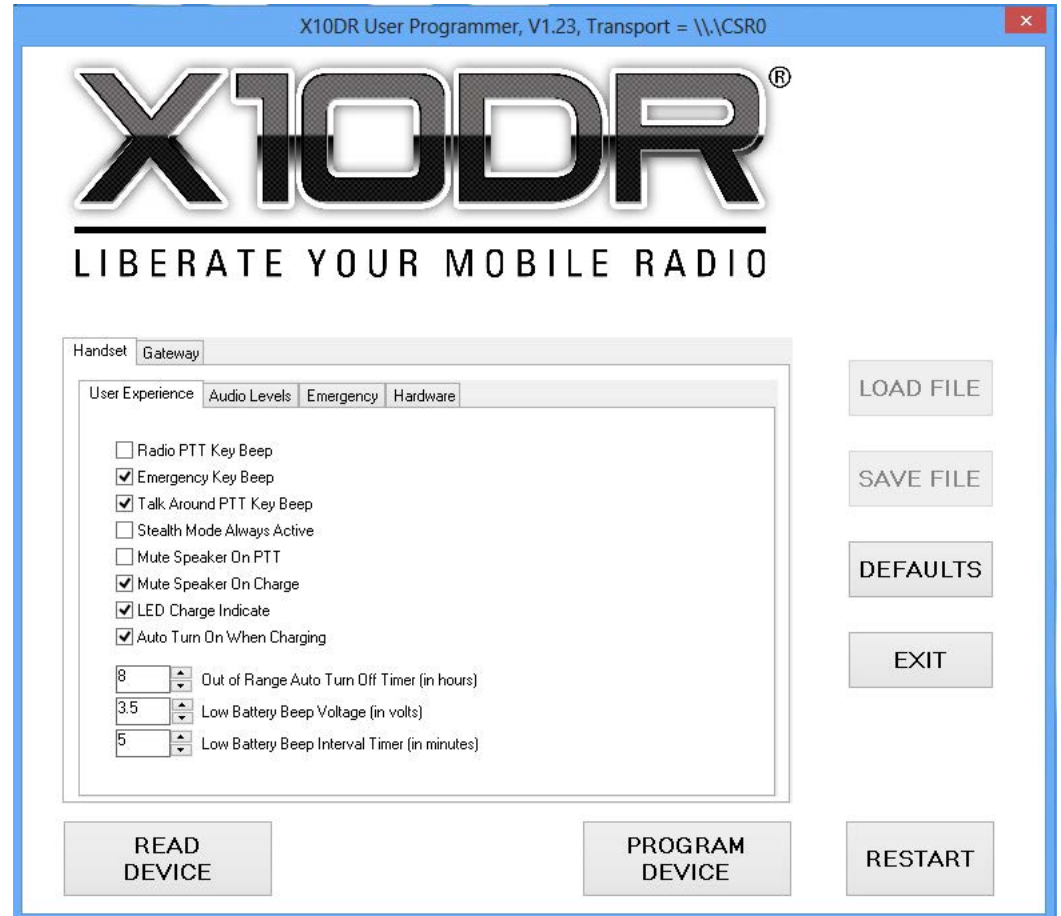 X10DR User Programmer, V1.23, Transport = \\.\CSR0
X10DR®
LIBERATE YOUR MOBILE RADIO
Handset Gateway
User Experience Audio Levels Emergency Hardware
Radio PTT Key Beep
Emergency Key Beep
Talk Around PTT Key Beep
Stealth Mode Always Active
Mute Speaker On PTT
Mute Speaker On Charge
LED Charge Indicate
Auto Turn On When Charging
8 Out of Range Auto Turn Off Timer (in hours)
3.5 Low Battery Beep Voltage (in volts)
5 Low Battery Beep Interval Timer (in minutes)
LOAD FILE
SAVE FILE
DEFAULTS
EXIT
READ
DEVICE
PROGRAM
DEVICE
RESTART